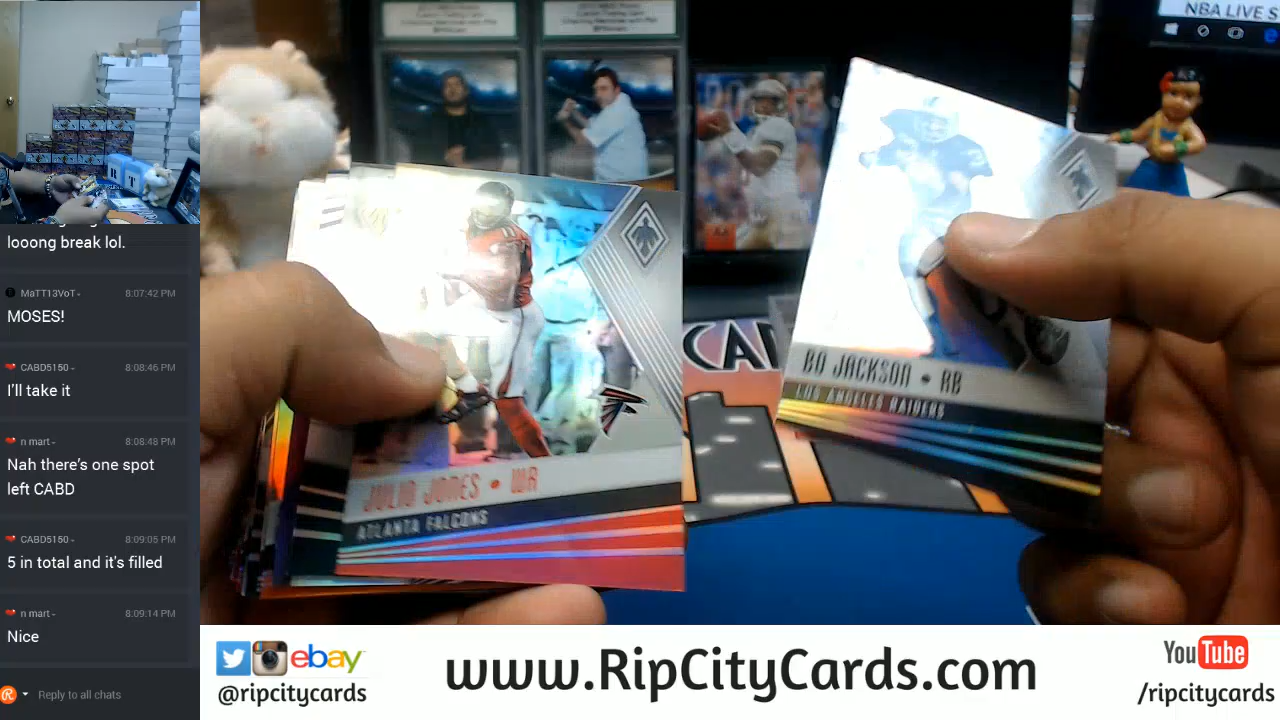 looong break lol.
MaTT13VoT - 8:07:42 PM
MOSES!
CABD5150 - 8:08:46 PM
I'll take it
n mart - 8:08:48 PM
Nah there's one spot
left CABD
CABD5150 - 8:09:05 PM
5 in total and it's filled
n mart - 8:09:14 PM
Nice
Reply to all chats
NBA LIVE S
BO JACKSON • RB
LOS ANGELES RAIDERS
JULIO JONES • WR
ATLANTA FALCONS
CAR
R T
ebay
@ripcitycards
www.RipCityCards.com
YouTube
/ripcitycards